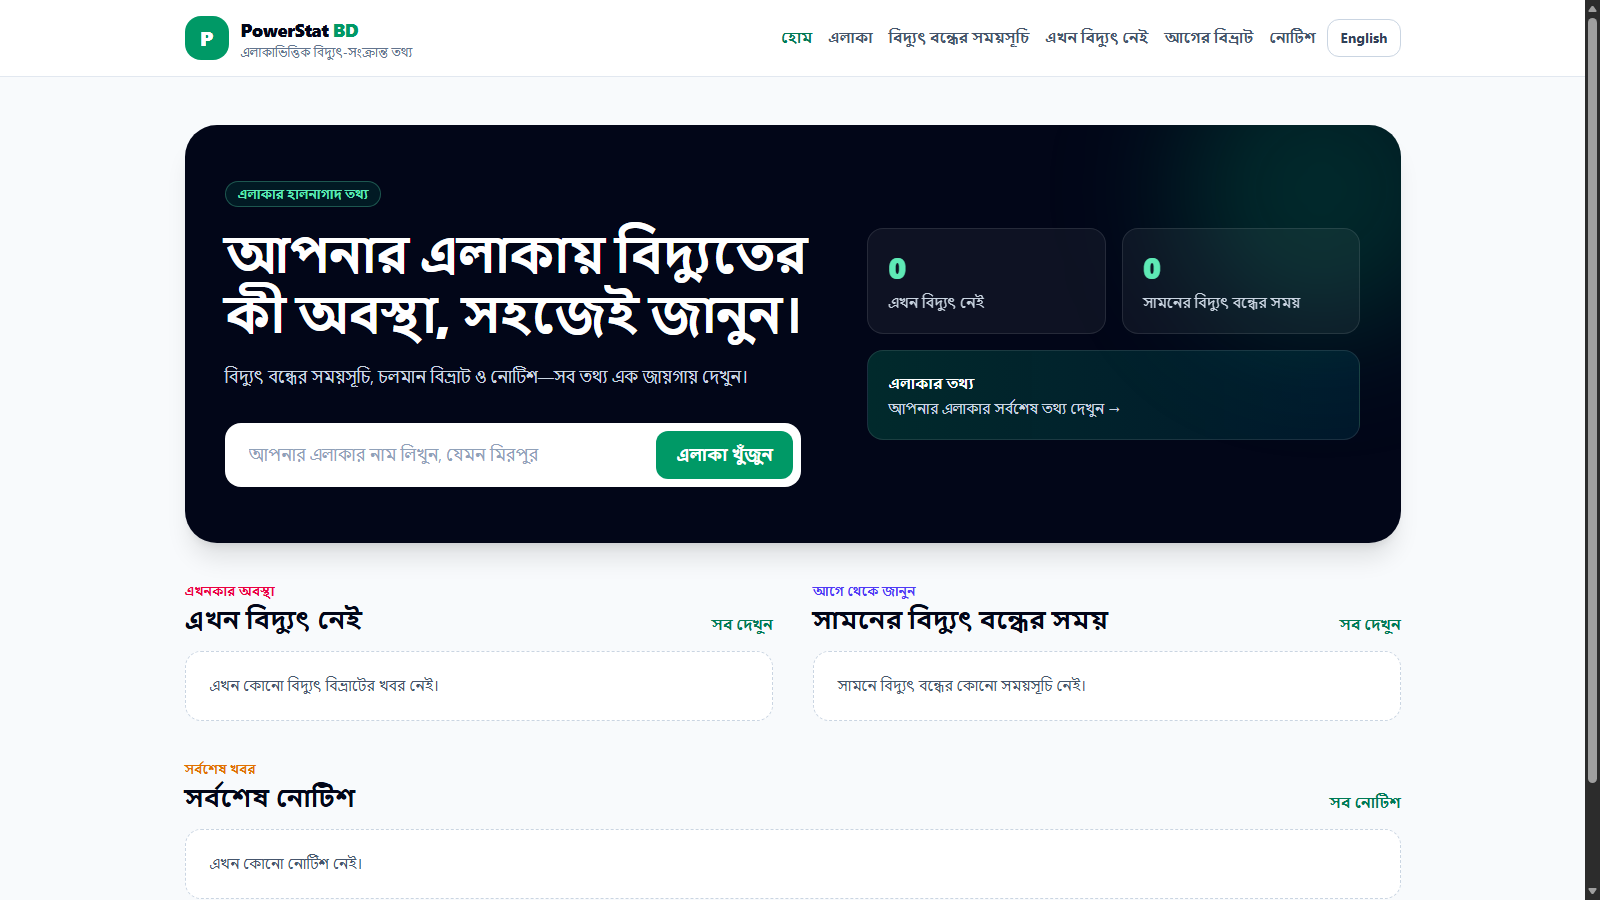 P
PowerStat BD
এলাকাভিত্তিক বিদ্যুৎ-সংক্রান্ত তথ্য
হোম
এলাকা
বিদ্যুৎ বন্ধের সময়সূচি
এখন বিদ্যুৎ নেই
আগের বিভ্রাট
নোটিশ
English
এলাকার হালনাগাদ তথ্য
আপনার এলাকায় বিদ্যুতের
কী অবস্থা, সহজেই জানুন।
বিদ্যুৎ বন্ধের সময়সূচি, চলমান বিভ্রাট ও নোটিশ—সব তথ্য এক জায়গায় দেখুন।
আপনার এলাকার নাম লিখুন, যেমন মিরপুর
এলাকা খুঁজুন
0
এখন বিদ্যুৎ নেই
0
সামনের বিদ্যুৎ বন্ধের সময়
এলাকার তথ্য
আপনার এলাকার সর্বশেষ তথ্য দেখুন →
এখনকার অবস্থা
এখন বিদ্যুৎ নেই
সব দেখুন
এখন কোনো বিদ্যুৎ বিভ্রাটের খবর নেই।
আগে থেকে জানুন
সামনের বিদ্যুৎ বন্ধের সময়
সব দেখুন
সামনে বিদ্যুৎ বন্ধের কোনো সময়সূচি নেই।
সর্বশেষ খবর
সর্বশেষ নোটিশ
সব নোটিশ
এখন কোনো নোটিশ নেই।